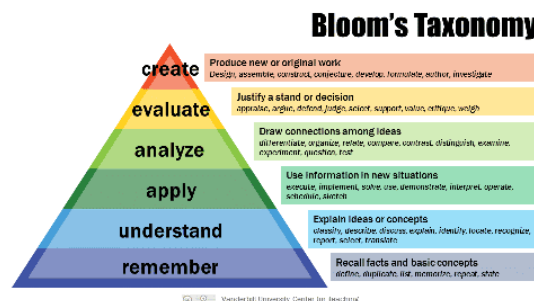 Bloom's Taxonomy
create
Produce new or original work
Design, assemble, construct, conjecture, develop, formulate, author, investigate
evaluate
Justify a stand or decision
appraise, argue, defend, judge, select, support, value, critique, weigh
analyze
Draw connections among ideas
differentiate, organize, relate, compare, contrast, distinguish, examine,
experiment, question, test
apply
Use information in new situations
execute, implement, solve, use, demonstrate, interpret, operate,
schedule, sketch
understand
Explain ideas or concepts
classify, describe, discuss, explain, identify, locate, recognize,
report, select, translate
remember
Recall facts and basic concepts
define, duplicate, list, memorize, repeat, state
Vanderbilt University Center for Teaching